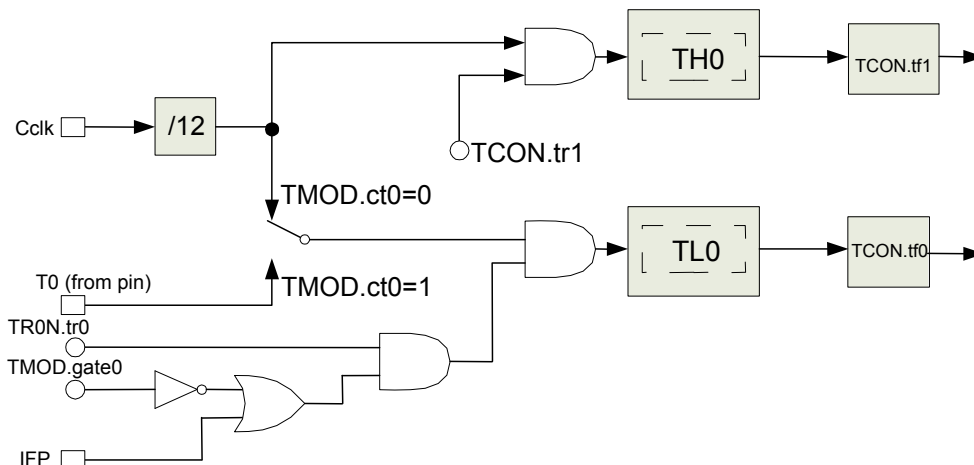 TH0
TCON.tf1
Cclk
/12
TCON.tr1
TMOD.ct0=0
TL0
TCON.tf0
T0 (from pin)
TMOD.ct0=1
TR0N.tr0
TMOD.gate0
IFP